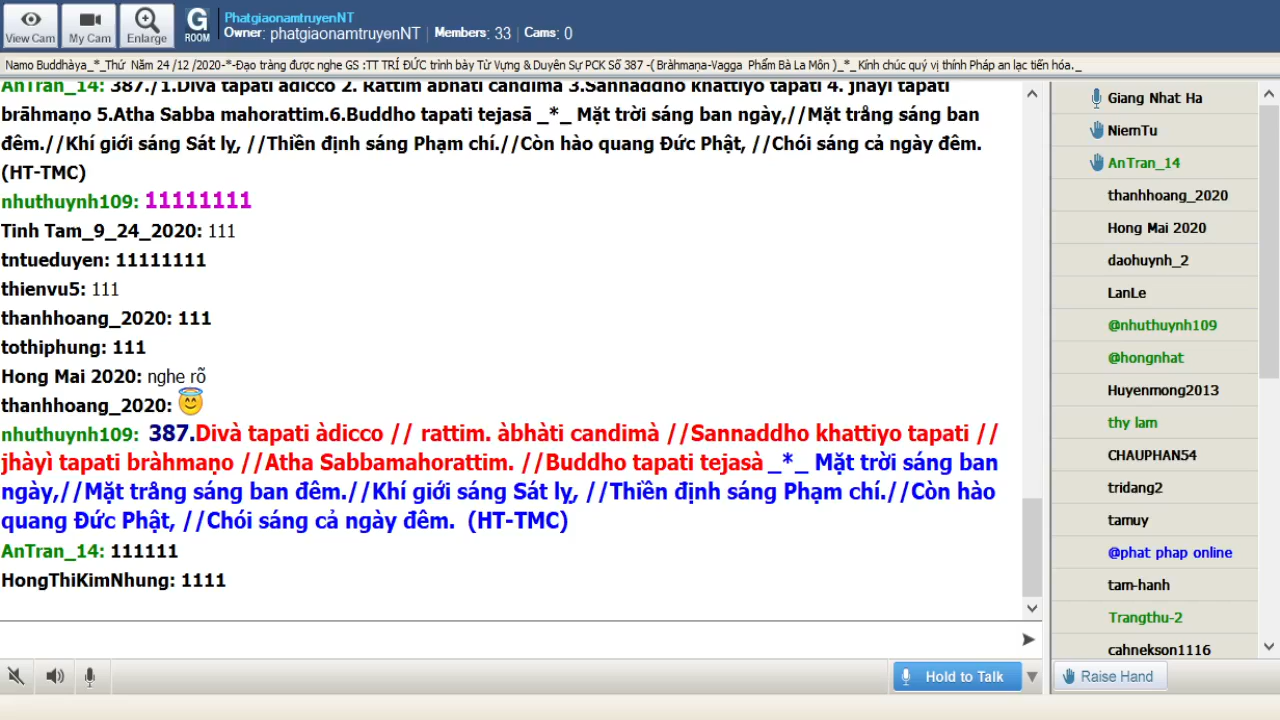 View Cam
My Cam
Enlarge
G
ROOM
PhatgiaonamtruyenNT
Owner: phatgiaonamtruyenNT | Members: 33 | Cams: 0
Namo Buddhàya_*_Thứ Năm 24 /12 /2020-*-Đạo tràng được nghe GS :TT TRÍ ĐỨC trình bày Từ Vựng & Duyên Sự PCK Số 387 -( Bràhmaṇa-Vagga Phẩm Bà La Môn )_*_Kính chúc quý vị thính Pháp an lạc tiến hóa._
AnTran_14: 387./1.Divā tapati ādicco 2. Rattim ābhāti candimā 3.Sannaddho khattiyo tapati 4. jhāyī tapati
brāhmaṇo 5.Atha Sabba mahorattim.6.Buddho tapati tejasā _*_ Mặt trời sáng ban ngày,//Mặt trăng sáng ban
đêm.//Khí giới sáng Sát lỵ, //Thiền định sáng Phạm chí.//Còn hào quang Đức Phật, //Chói sáng cả ngày đêm.
(HT-TMC)
nhuthuynh109: 11111111
Tinh Tam_9_24_2020: 111
tntueduyen: 11111111
thienvu5: 111
thanhhoang_2020: 111
tothiphung: 111
Hong Mai 2020: nghe rõ
thanhhoang_2020:
nhuthuynh109: 387.Divà tapati àdicco // rattim. àbhàti candimà //Sannaddho khattiyo tapati //
jhàyì tapati bràhmaṇo //Atha Sabbamahorattim. //Buddho tapati tejasà _*_ Mặt trời sáng ban
ngày,//Mặt trăng sáng ban đêm.//Khí giới sáng Sát lỵ, //Thiền định sáng Phạm chí.//Còn hào
quang Đức Phật, //Chói sáng cả ngày đêm. (HT-TMC)
AnTran_14: 111111
HongThiKimNhung: 1111
Hold to Talk
Giang Nhat Ha
NiemTu
AnTran_14
thanhhoang_2020
Hong Mai 2020
daohuynh_2
LanLe
@nhuthuynh109
@hongnhat
Huyenmong2013
thy lam
CHAUPHAN54
tridang2
tamuy
@phat phap online
tam-hanh
Trangthu-2
cahnekson1116
Raise Hand